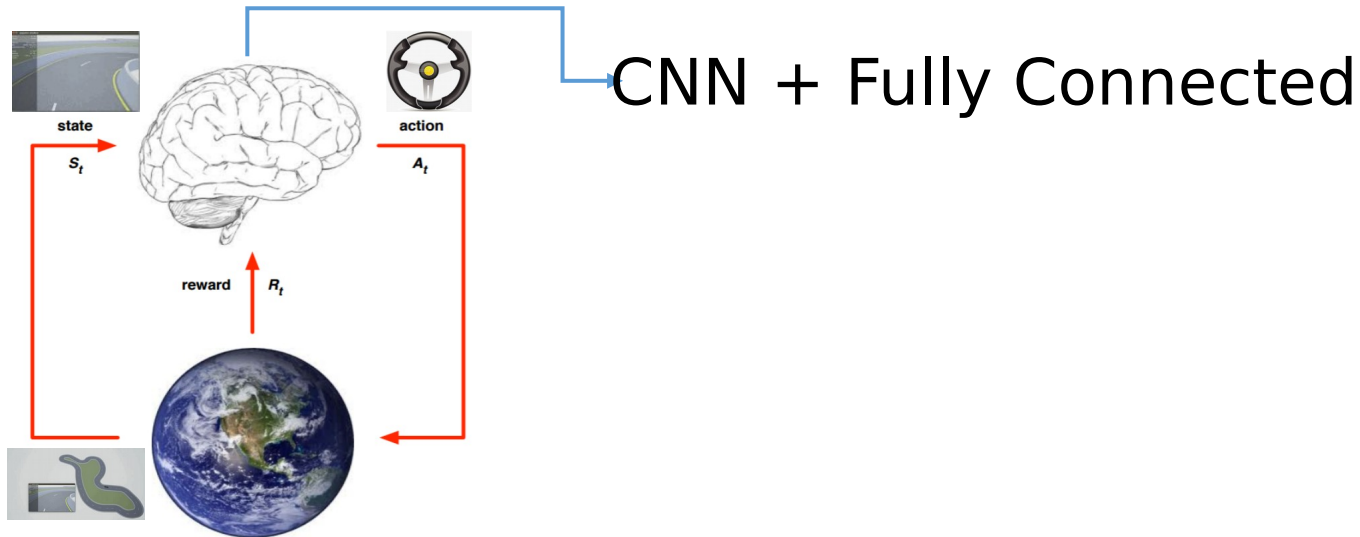 CNN + Fully Connected
state
S_t
action
A_t
reward
R_t